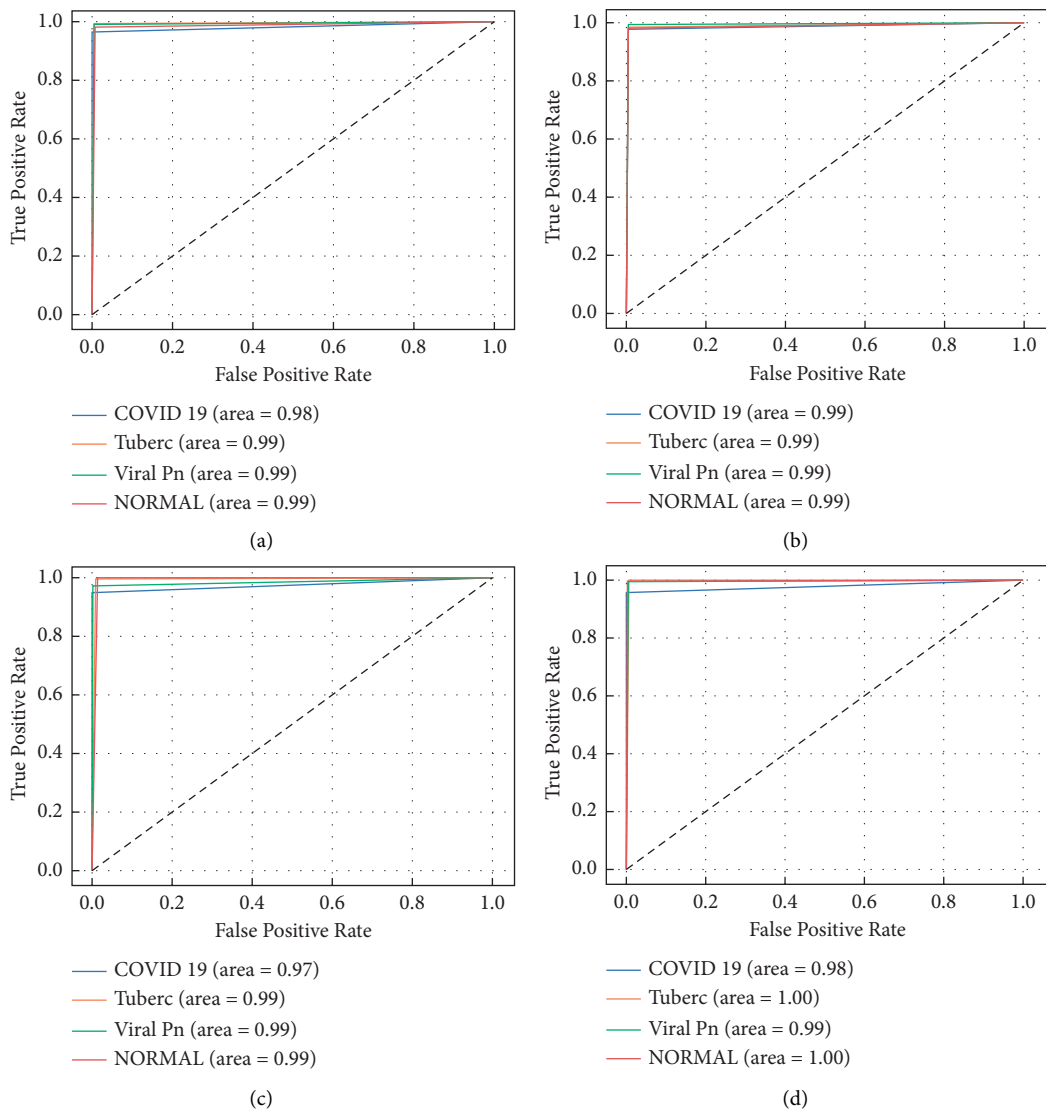 1.0
0.8
0.6
0.4
0.2
0.0
True Positive Rate
0.0 0.2 0.4 0.6 0.8 1.0
False Positive Rate
COVID 19 (area = 0.98)
Tuberc (area = 0.99)
Viral Pn (area = 0.99)
NORMAL (area = 0.99)
(a)
1.0
0.8
0.6
0.4
0.2
0.0
True Positive Rate
0.0 0.2 0.4 0.6 0.8 1.0
False Positive Rate
COVID 19 (area = 0.99)
Tuberc (area = 0.99)
Viral Pn (area = 0.99)
NORMAL (area = 0.99)
(b)
1.0
0.8
0.6
0.4
0.2
0.0
True Positive Rate
0.0 0.2 0.4 0.6 0.8 1.0
False Positive Rate
COVID 19 (area = 0.97)
Tuberc (area = 0.99)
Viral Pn (area = 0.99)
NORMAL (area = 0.99)
(c)
1.0
0.8
0.6
0.4
0.2
0.0
True Positive Rate
0.0 0.2 0.4 0.6 0.8 1.0
False Positive Rate
COVID 19 (area = 0.98)
Tuberc (area = 1.00)
Viral Pn (area = 0.99)
NORMAL (area = 1.00)
(d)